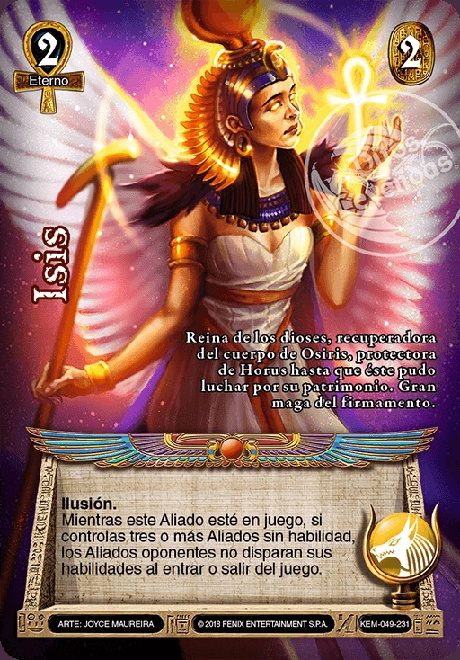 2
Eterno
2
Isis
Reina de los dioses, recuperadora
del cuerpo de Osiris, protectora
de Horus hasta que éste pudo
luchar por su patrimonio. Gran
maga del firmamento.
Ilusión.
Mientras este Aliado esté en juego, si
controlas tres o más Aliados sin habilidad,
los Aliados oponentes no disparan sus
habilidades al entrar o salir del juego.
ARTE: JOYCE MAUREIRA
© 2018 FENIX ENTERTAINMENT S.P.A.
KEM-049-231